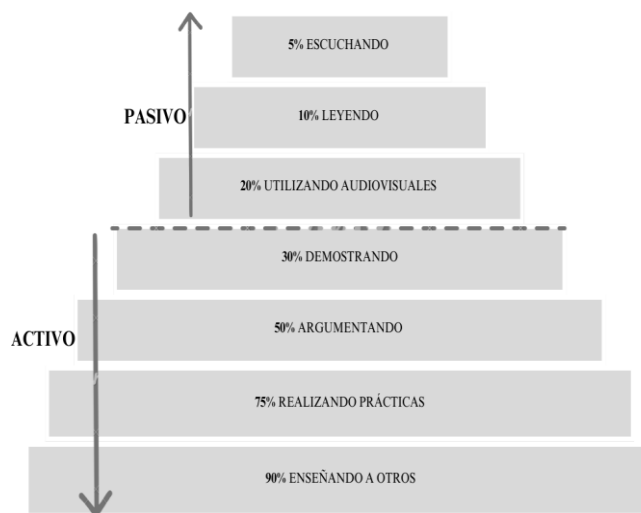 5% ESCUCHANDO
PASIVO
10% LEYENDO
20% UTILIZANDO AUDIOVISUALES
30% DEMOSTRANDO
ACTIVO
50% ARGUMENTANDO
75% REALIZANDO PRÁCTICAS
90% ENSEÑANDO A OTROS